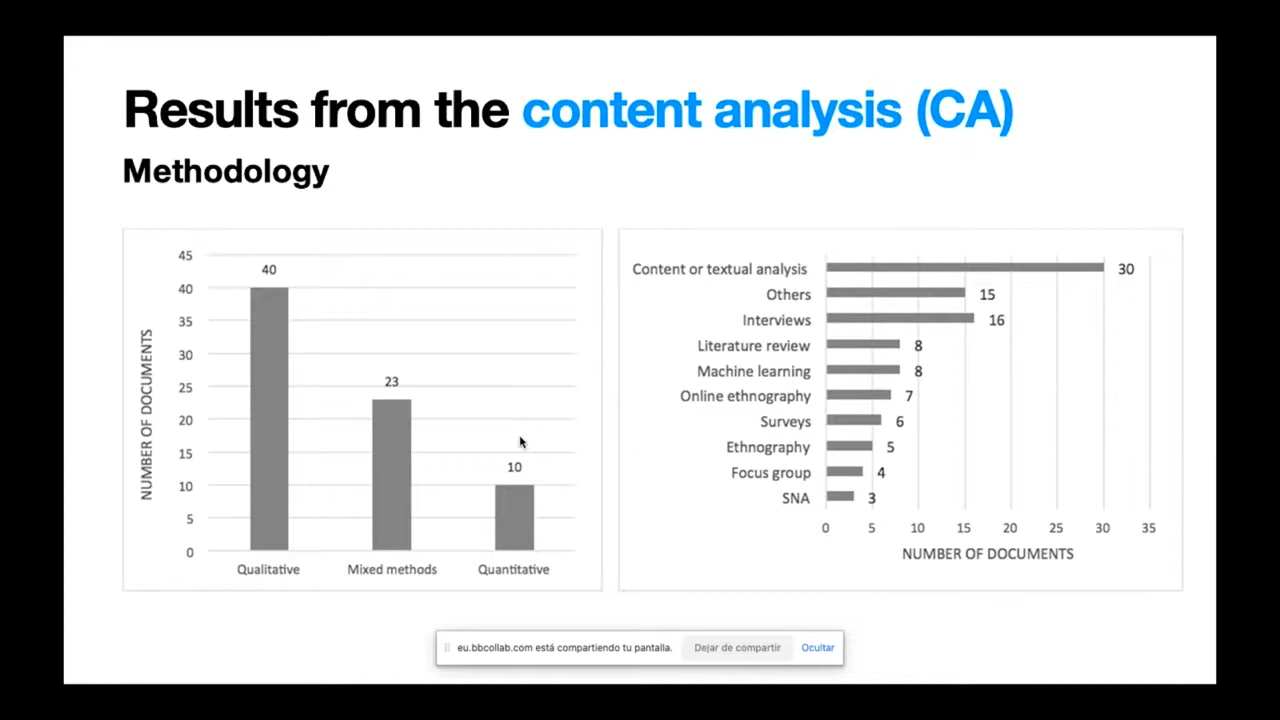 Results from the content analysis (CA)
Methodology
NUMBER OF DOCUMENTS
45
40
35
30
25
20
15
10
5
0
40
23
10
Qualitative
Mixed methods
Quantitative
Content or textual analysis 30
Others 15
Interviews 16
Literature review 8
Machine learning 8
Online ethnography 7
Surveys 6
Ethnography 5
Focus group 4
SNA 3
0 5 10 15 20 25 30 35
NUMBER OF DOCUMENTS
eu.bbcollab.com está compartiendo tu pantalla. Dejar de compartir Ocultar